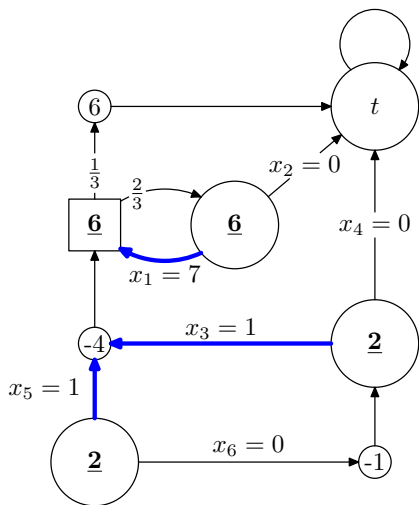 6
t
1/3
2/3
x₂ = 0
6
6
x₁ = 7
x₄ = 0
x₃ = 1
-4
2
x₅ = 1
x₆ = 0
2
-1